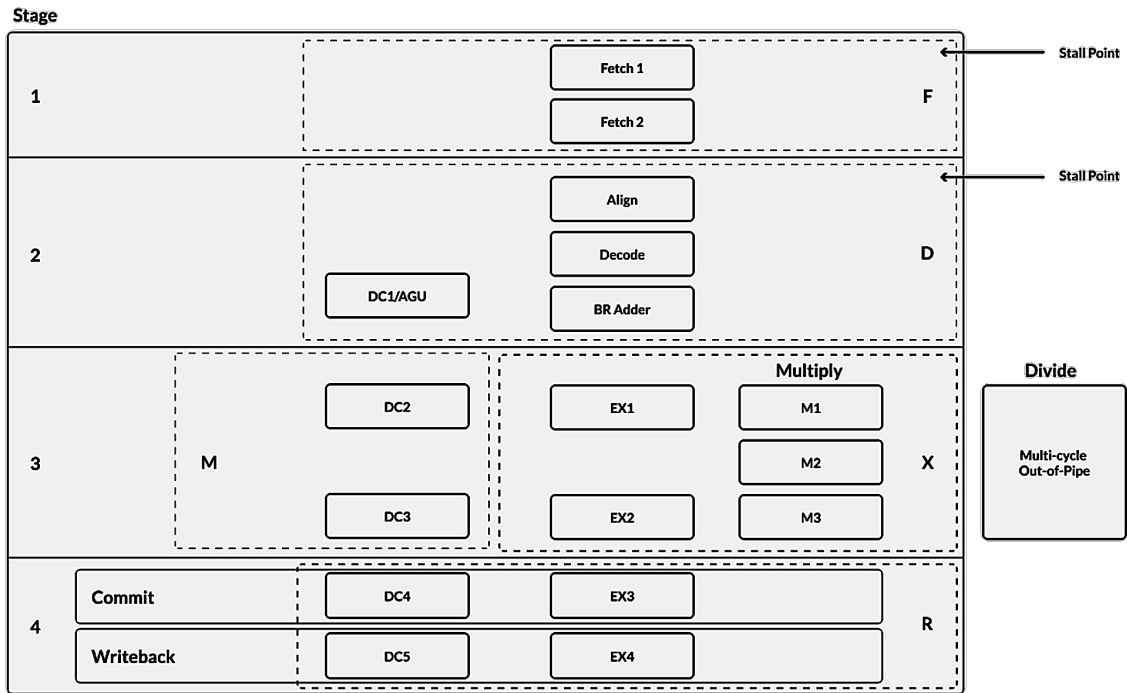 Stage
1
Fetch 1
Fetch 2
F
Stall Point
2
Align
Decode
DC1/AGU
BR Adder
D
Stall Point
3
M
DC2
DC3
EX1
EX2
Multiply
M1
M2
M3
X
Divide
Multi-cycle
Out-of-Pipe
4
Commit
DC4
EX3
R
Writeback
DC5
EX4